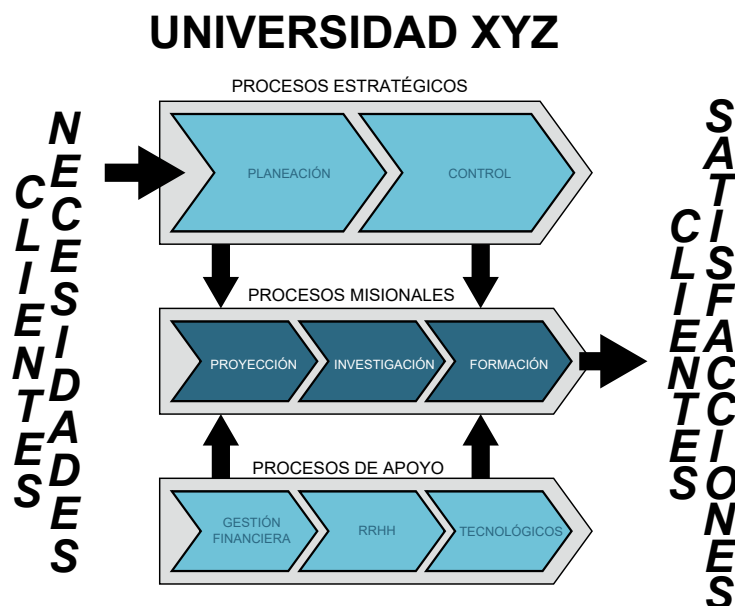 UNIVERSIDAD XYZ
PROCESOS ESTRATÉGICOS
NECESIDADES
CLIENTES
PLANEACIÓN
CONTROL
SATISFACCIONES
CLIENTES
PROCESOS MISIONALES
PROYECCIÓN
INVESTIGACIÓN
FORMACIÓN
PROCESOS DE APOYO
GESTIÓN
FINANCIERA
RRHH
TECNOLÓGICOS